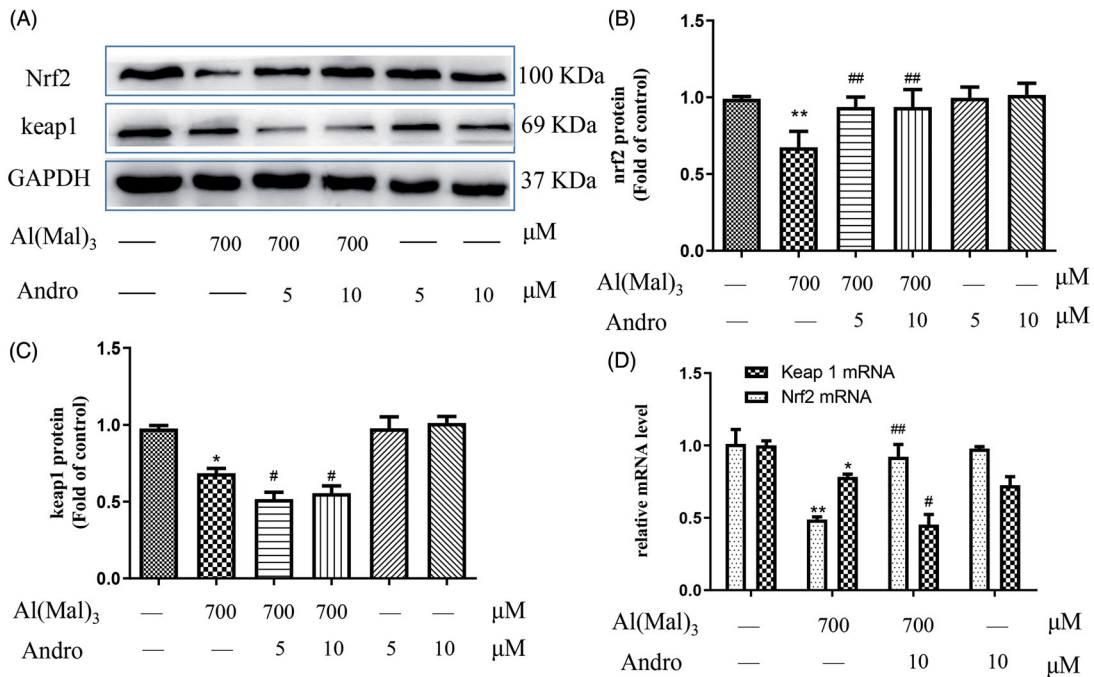 (A)
Nrf2 100 KDa
keap1 69 KDa
GAPDH 37 KDa
Al(Mal)3 — 700 700 700 — — μM
Andro — — 5 10 5 10 μM
(B)
nrf2 protein
(Fold of control)
1.5
1.0
0.5
0.0
**
##
##
Al(Mal)3 — 700 700 700 — — μM
Andro — — 5 10 5 10 μM
(C)
keap1 protein
(Fold of control)
1.5
1.0
0.5
0.0
*
#
#
Al(Mal)3 — 700 700 700 — — μM
Andro — — 5 10 5 10 μM
(D)
relative mRNA level
1.5
1.0
0.5
0.0
Keap 1 mRNA
Nrf2 mRNA
**
*
##
#
Al(Mal)3 — 700 700 — μM
Andro — — 10 10 μM